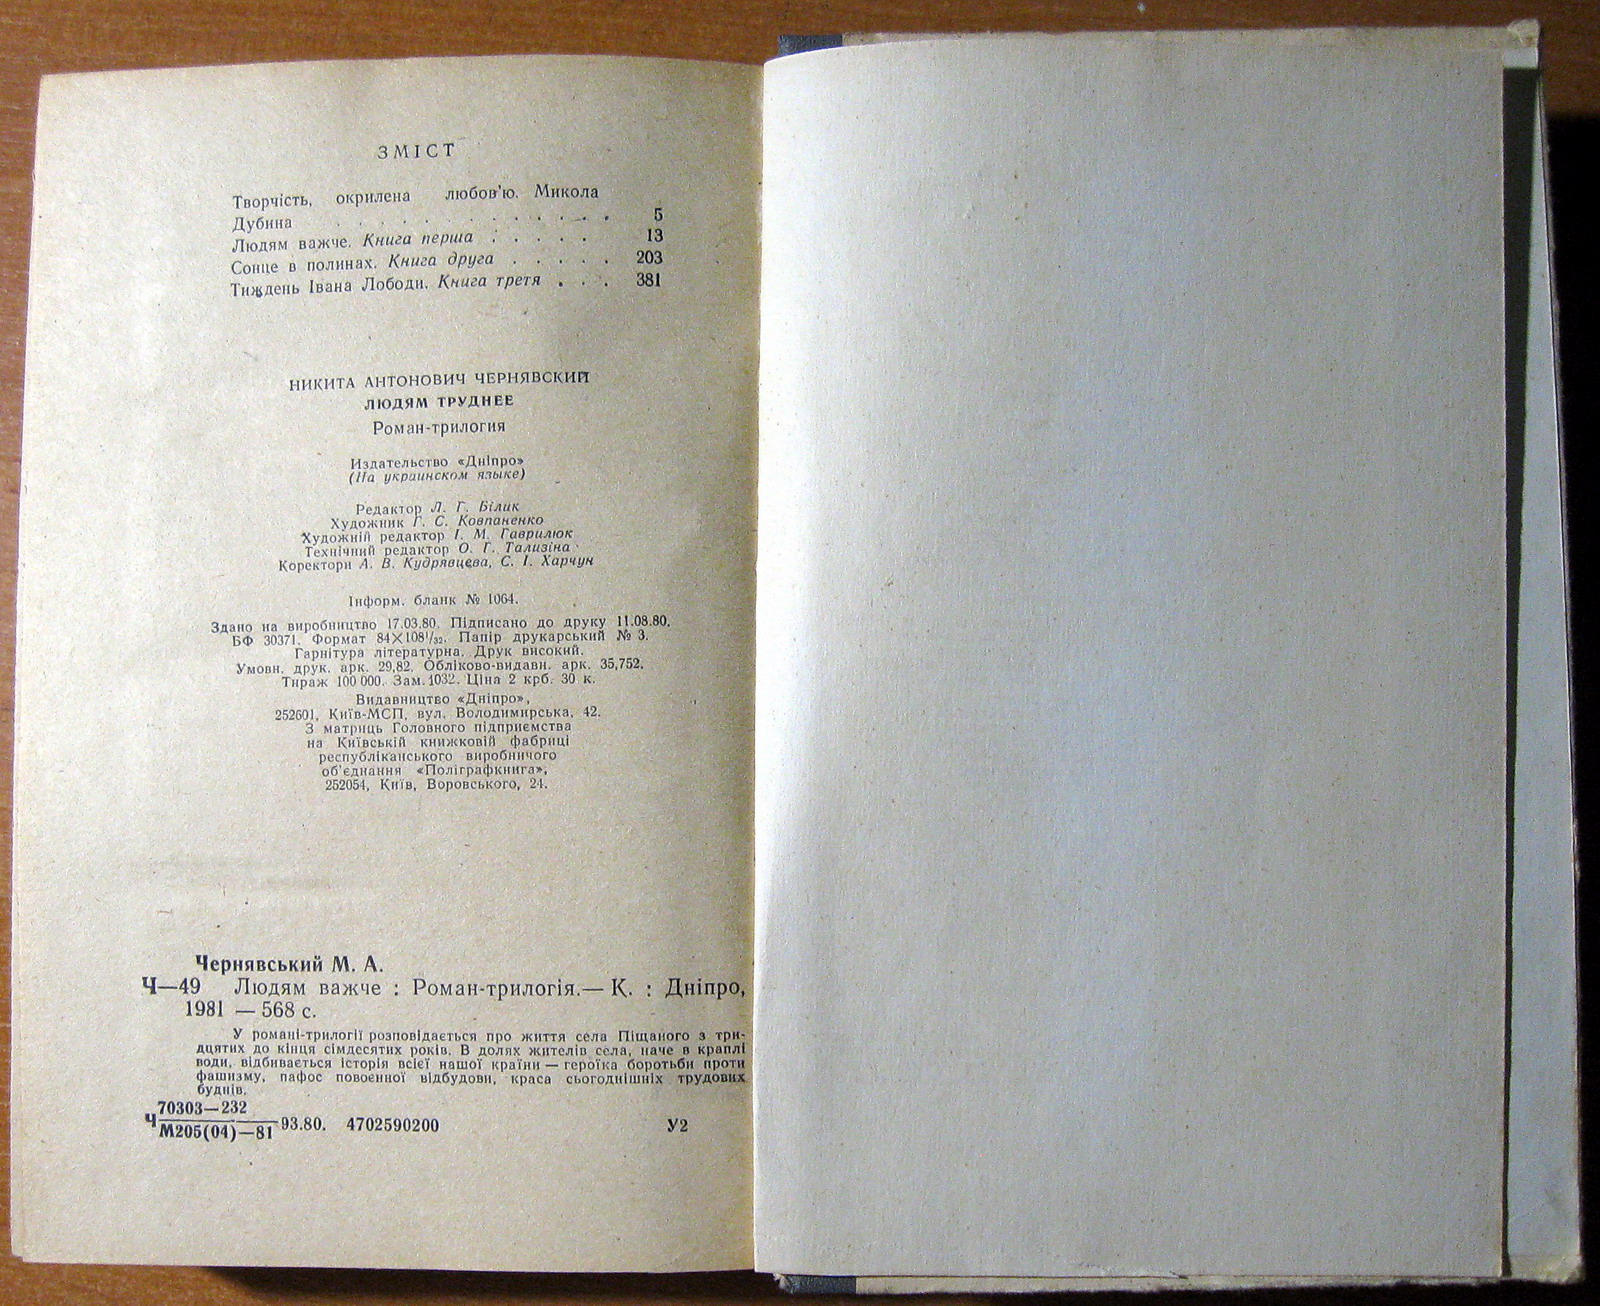 ЗМІСТ
Творчість, окрилена любов'ю. Микола
Дубина . . . . . . . . . . . . 5
Людям важче. Книга перша . . . . . 13
Сонце в полинах. Книга друга . . . . . 203
Тиждень Івана Лободи. Книга третя . . . 381
НИКИТА АНТОНОВИЧ ЧЕРНЯВСКИЙ
ЛЮДЯМ ТРУДНЕЕ
Роман-трилогия
Издательство «Дніпро»
(На украинском языке)
Редактор Л. Г. Білик
Художник Г. С. Ковпаненко
Художній редактор І. М. Гаврилюк
Технічний редактор О. Г. Тализіна
Коректори А. В. Кудрявцева, С. І. Харчун
Інформ. бланк № 1064.
Здано на виробництво 17.03.80. Підписано до друку 11.08.80.
БФ 30371. Формат 84×108¹/₃₂. Папір друкарський № 3.
Гарнітура літературна. Друк високий.
Умовн. друк. арк. 29,82. Обліково-видавн. арк. 35,752.
Тираж 100 000. Зам. 1032. Ціна 2 крб. 30 к.
Видавництво «Дніпро»,
252601, Київ-МСП, вул. Володимирська, 42.
З матриць Головного підприємства
на Київській книжковій фабриці
республіканського виробничого
об'єднання «Поліграфкнига»,
252054, Київ, Воровського, 24.
Чернявський М. А.
Ч—49 Людям важче : Роман-трилогія.— К. : Дніпро,
1981 — 568 с.
У романі-трилогії розповідається про життя села Піщаного з три-
дцятих до кінця сімдесятих років. В долях жителів села, наче в краплі
води, відбивається історія всієї нашої країни — героїка боротьби проти
фашизму, пафос повоєнної відбудови, краса сьогоднішніх трудових
буднів.
70303—232
Ч М205(04)—81 93.80. 4702590200 У2